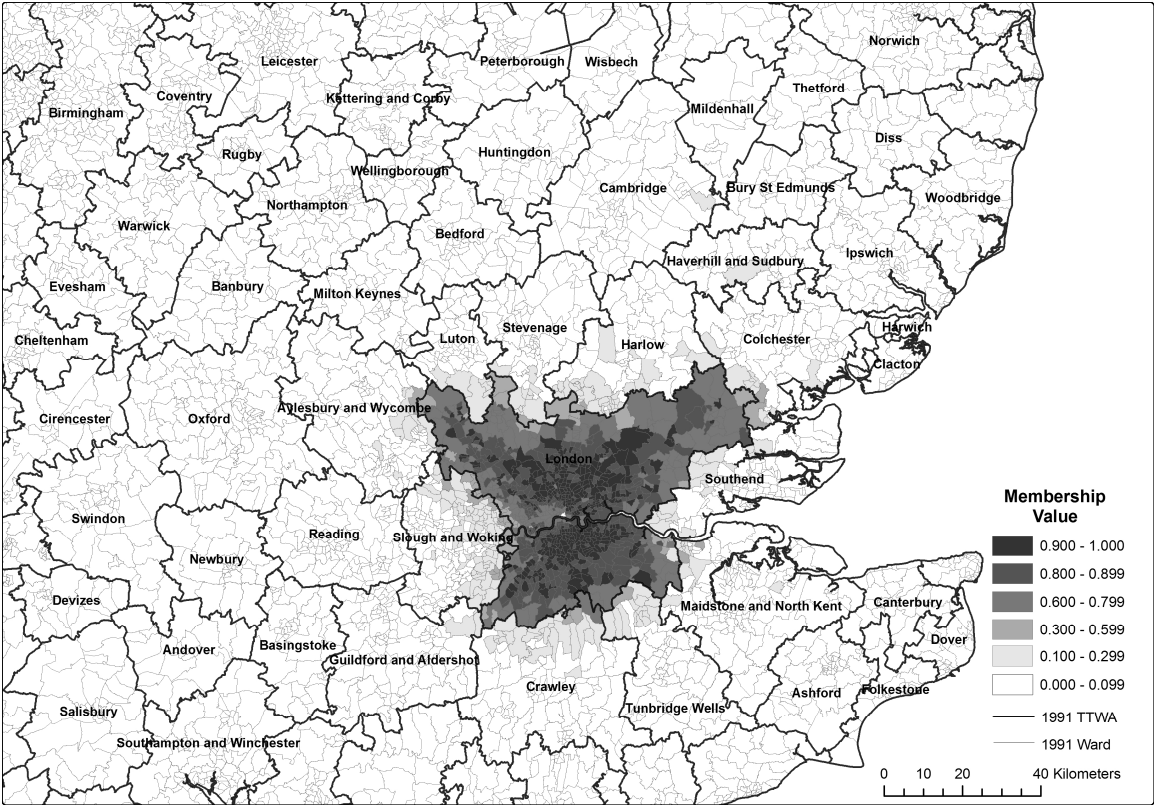 Norwich
Leicester
Peterborough
Wisbech
Coventry
Kettering and Corby
Thetford
Birmingham
Mildenhall
Diss
Rugby
Huntingdon
Wellingborough
Cambridge
Bury St Edmunds
Northampton
Woodbridge
Warwick
Bedford
Ipswich
Haverhill and Sudbury
Evesham
Banbury
Milton Keynes
Harwich
Stevenage
Cheltenham
Luton
Harlow
Colchester
Clacton
Aylesbury and Wycombe
Cirencester
Oxford
London
Southend
Swindon
Reading
Slough and Woking
Newbury
Devizes
Maidstone and North Kent
Canterbury
Dover
Andover
Basingstoke
Guildford and Aldershot
Crawley
Ashford
Folkestone
Tunbridge Wells
Salisbury
Southampton and Winchester
Membership
Value
0.900 - 1.000
0.800 - 0.899
0.600 - 0.799
0.300 - 0.599
0.100 - 0.299
0.000 - 0.099
1991 TTWA
1991 Ward
0 10 20 40 Kilometers